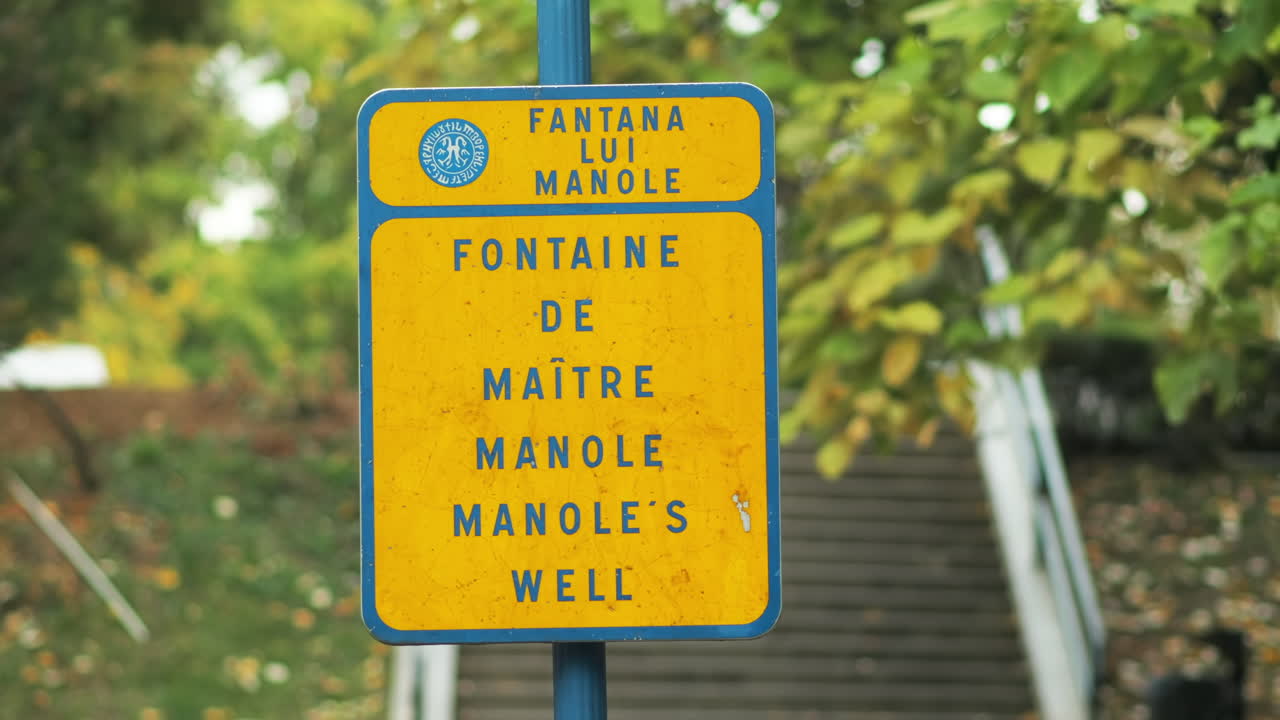 FANTANA
LUI
MANOLE
FONTAINE
DE
MAÎTRE
MANOLE
MANOLE´S
WELL